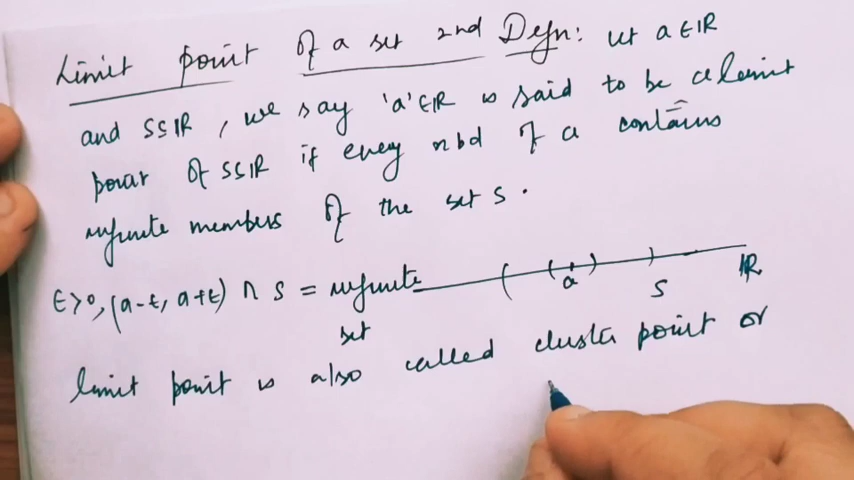 Limit point of a set 2nd Defn: let a ∈ ℝ
and S ⊆ ℝ, we say 'a' ∈ ℝ is said to be a limit
point of S ⊆ ℝ if every nbd of a contains
infinite members of the set S.
ε>0, (a-ε, a+ε) ∩ S = infinite
set
( ( a ) ) S ℝ
limit point is also called cluster point or